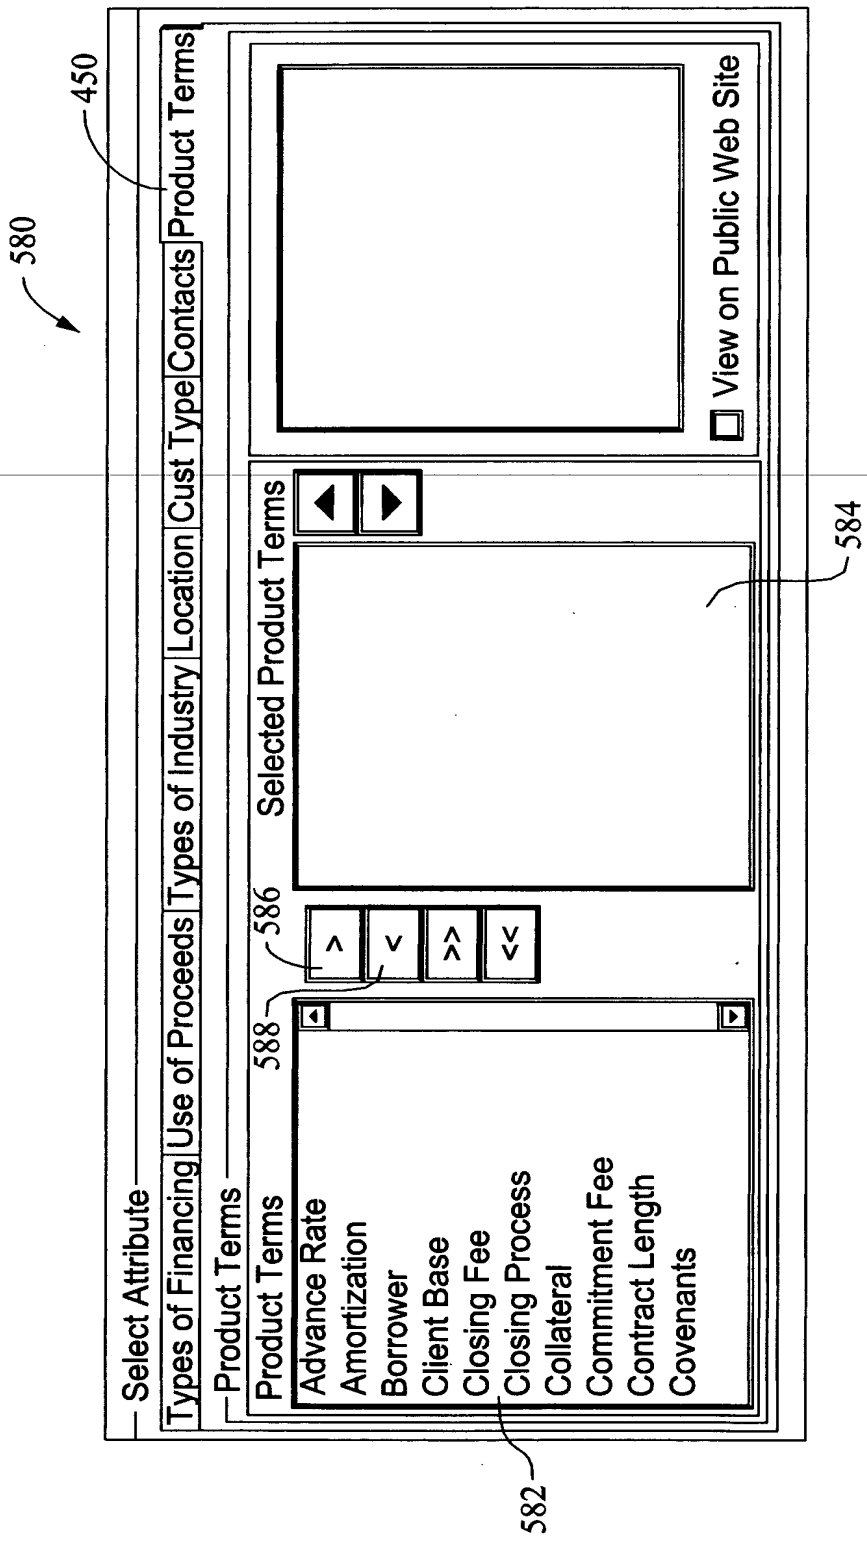 580
450
Select Attribute
Types of Financing Use of Proceeds Types of Industry Location Cust Type Contacts Product Terms
Product Terms
Product Terms
588
586
Selected Product Terms
Advance Rate
Amortization
Borrower
Client Base
Closing Fee
Closing Process
Collateral
Commitment Fee
Contract Length
Covenants
>
<
>>
<<
View on Public Web Site
582
584